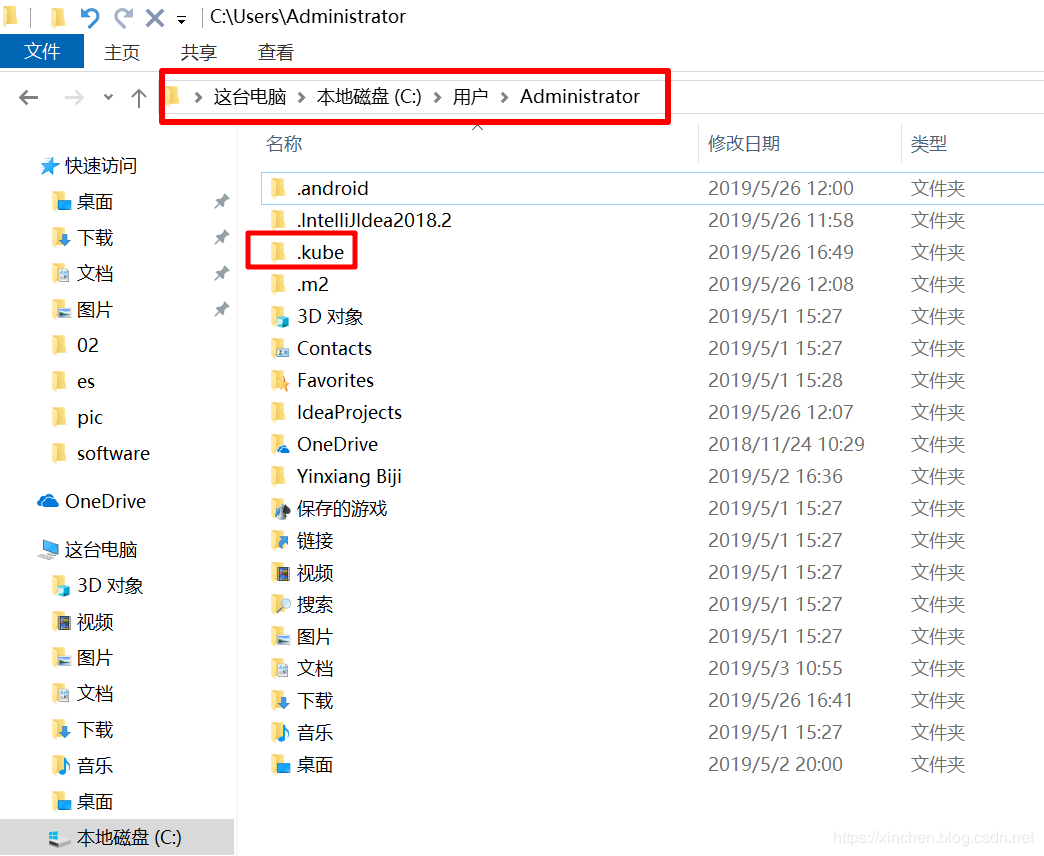 C:\Users\Administrator
文件 主页 共享 查看
这台电脑 本地磁盘 (C:) 用户 Administrator
名称 修改日期 类型
快速访问
桌面
下载
文档
图片
02
es
pic
software
OneDrive
这台电脑
3D 对象
视频
图片
文档
下载
音乐
桌面
本地磁盘 (C:)
.android 2019/5/26 12:00 文件夹
.IntelliJIdea2018.2 2019/5/26 11:58 文件夹
.kube 2019/5/26 16:49 文件夹
.m2 2019/5/26 12:08 文件夹
3D 对象 2019/5/1 15:27 文件夹
Contacts 2019/5/1 15:27 文件夹
Favorites 2019/5/1 15:28 文件夹
IdeaProjects 2019/5/26 12:07 文件夹
OneDrive 2018/11/24 10:29 文件夹
Yinxiang Biji 2019/5/2 16:36 文件夹
保存的游戏 2019/5/1 15:27 文件夹
链接 2019/5/1 15:27 文件夹
视频 2019/5/1 15:27 文件夹
搜索 2019/5/1 15:27 文件夹
图片 2019/5/1 15:27 文件夹
文档 2019/5/3 10:55 文件夹
下载 2019/5/26 16:41 文件夹
音乐 2019/5/1 15:27 文件夹
桌面 2019/5/2 20:00 文件夹
https://xinchen.blog.csdn.net